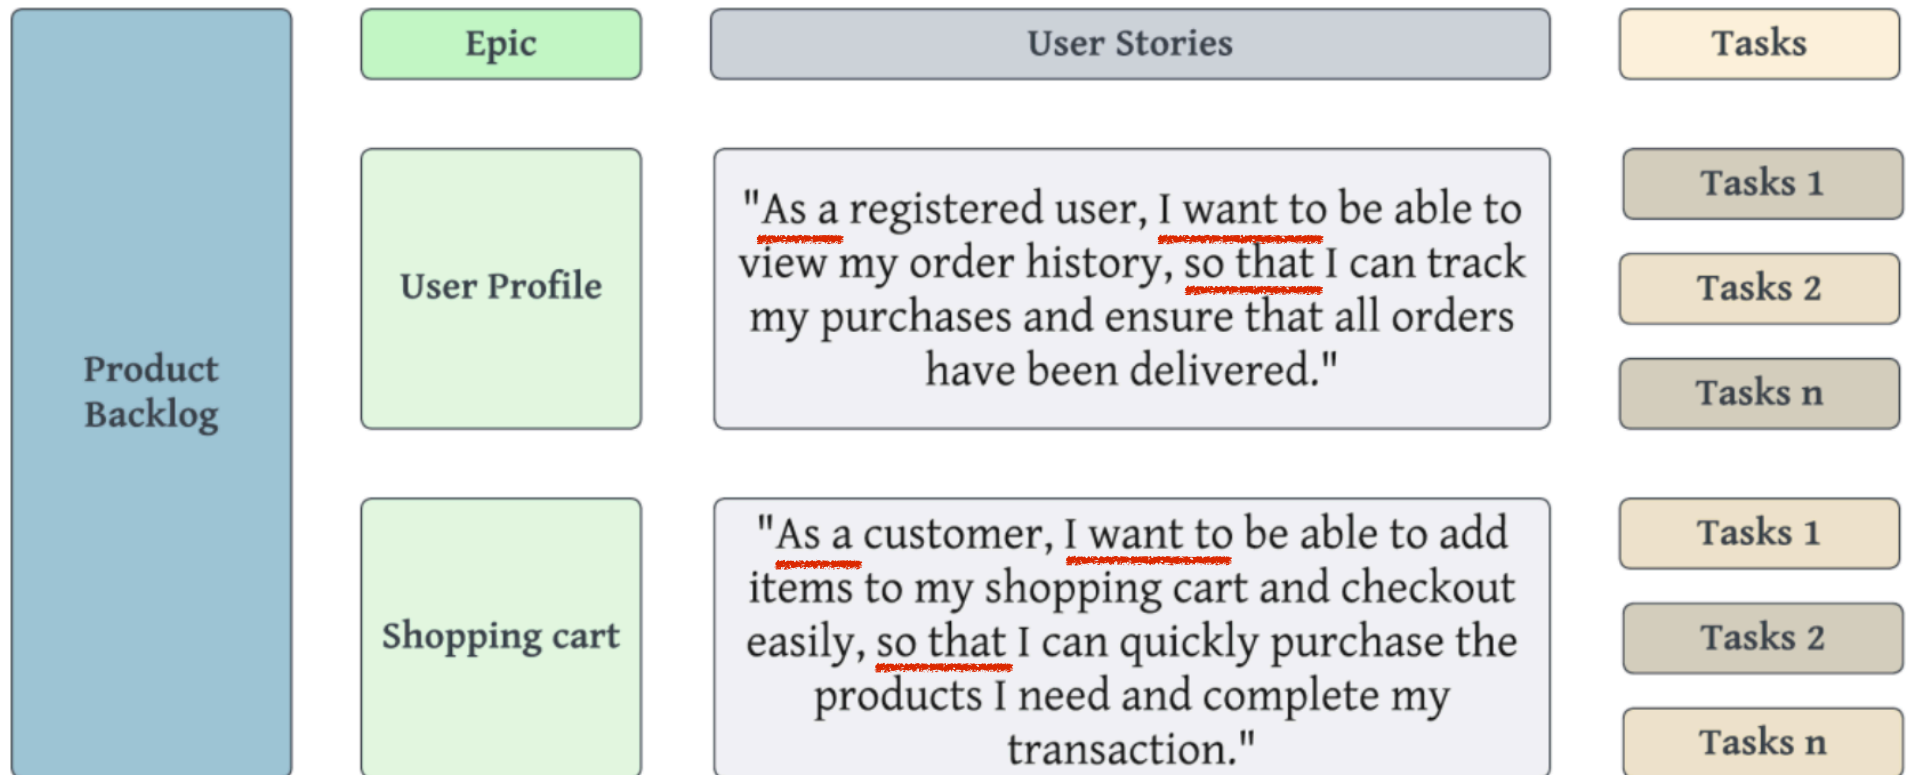 Epic
User Stories
Tasks
Product
Backlog
User Profile
"As a registered user, I want to be able to
view my order history, so that I can track
my purchases and ensure that all orders
have been delivered."
Tasks 1
Tasks 2
Tasks n
Shopping cart
"As a customer, I want to be able to add
items to my shopping cart and checkout
easily, so that I can quickly purchase the
products I need and complete my
transaction."
Tasks 1
Tasks 2
Tasks n